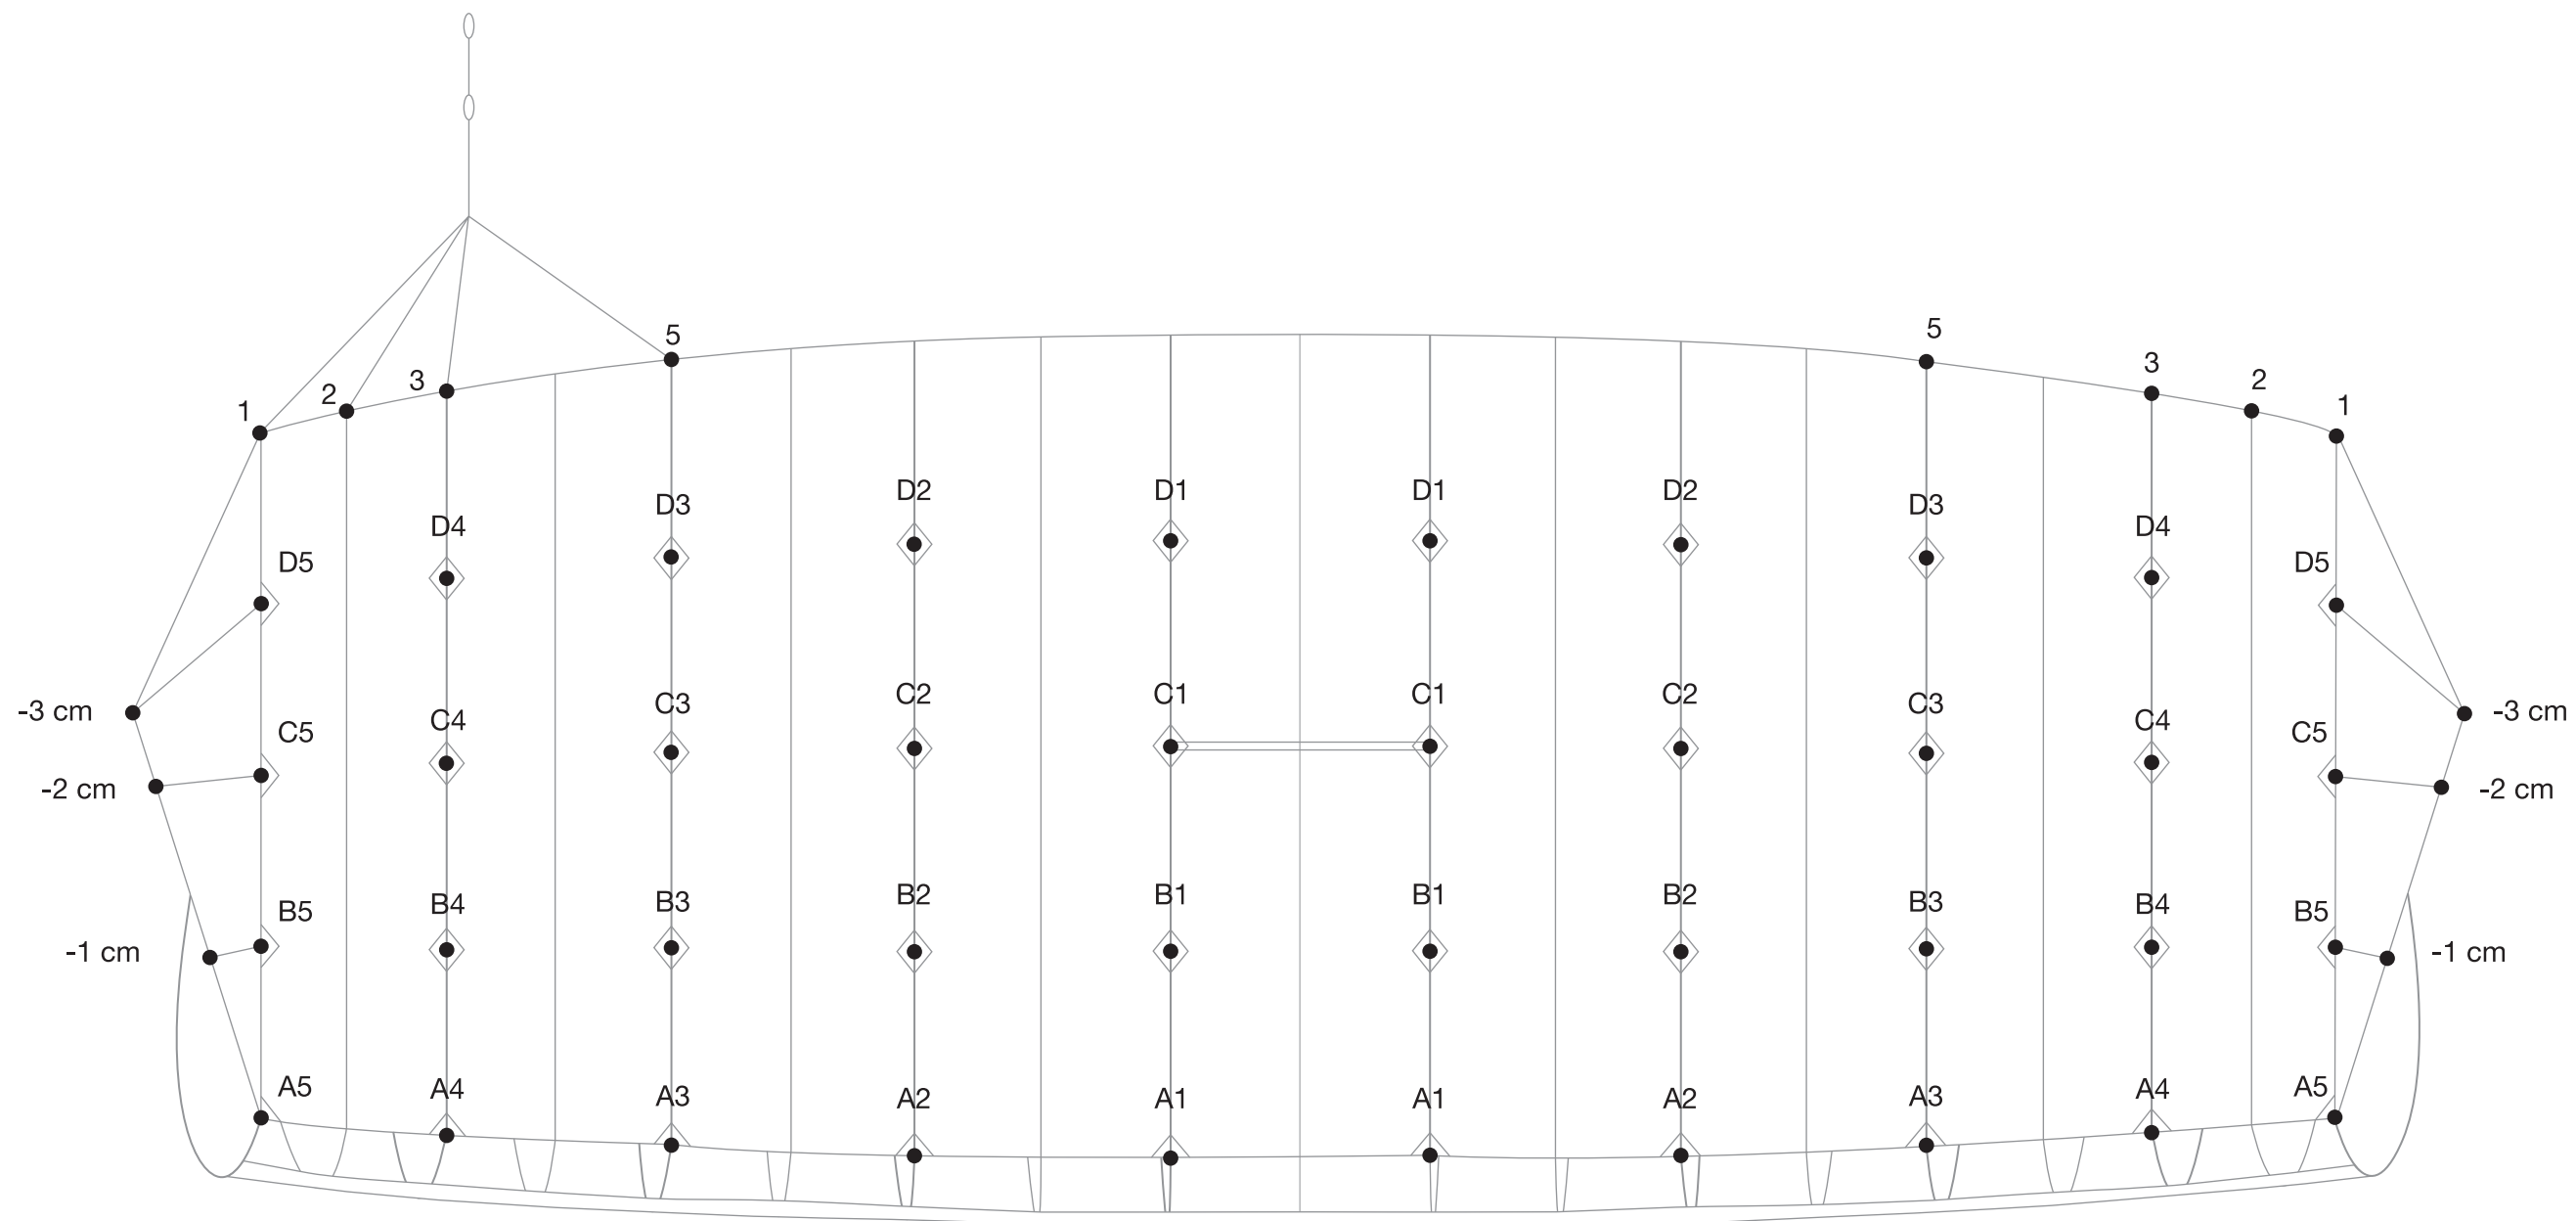 5 5
3 3
2 2
1 1
D2 D1 D1 D2
D3 D3
D4 D4
D5 D5
C2 C1 C1 C2
C3 C3
-3 cm -3 cm
C4 C4
C5 C5
-2 cm -2 cm
B2 B1 B1 B2
B4 B3 B3 B4
B5 B5
-1 cm -1 cm
A5 A4 A3 A2 A1 A1 A2 A3 A4 A5